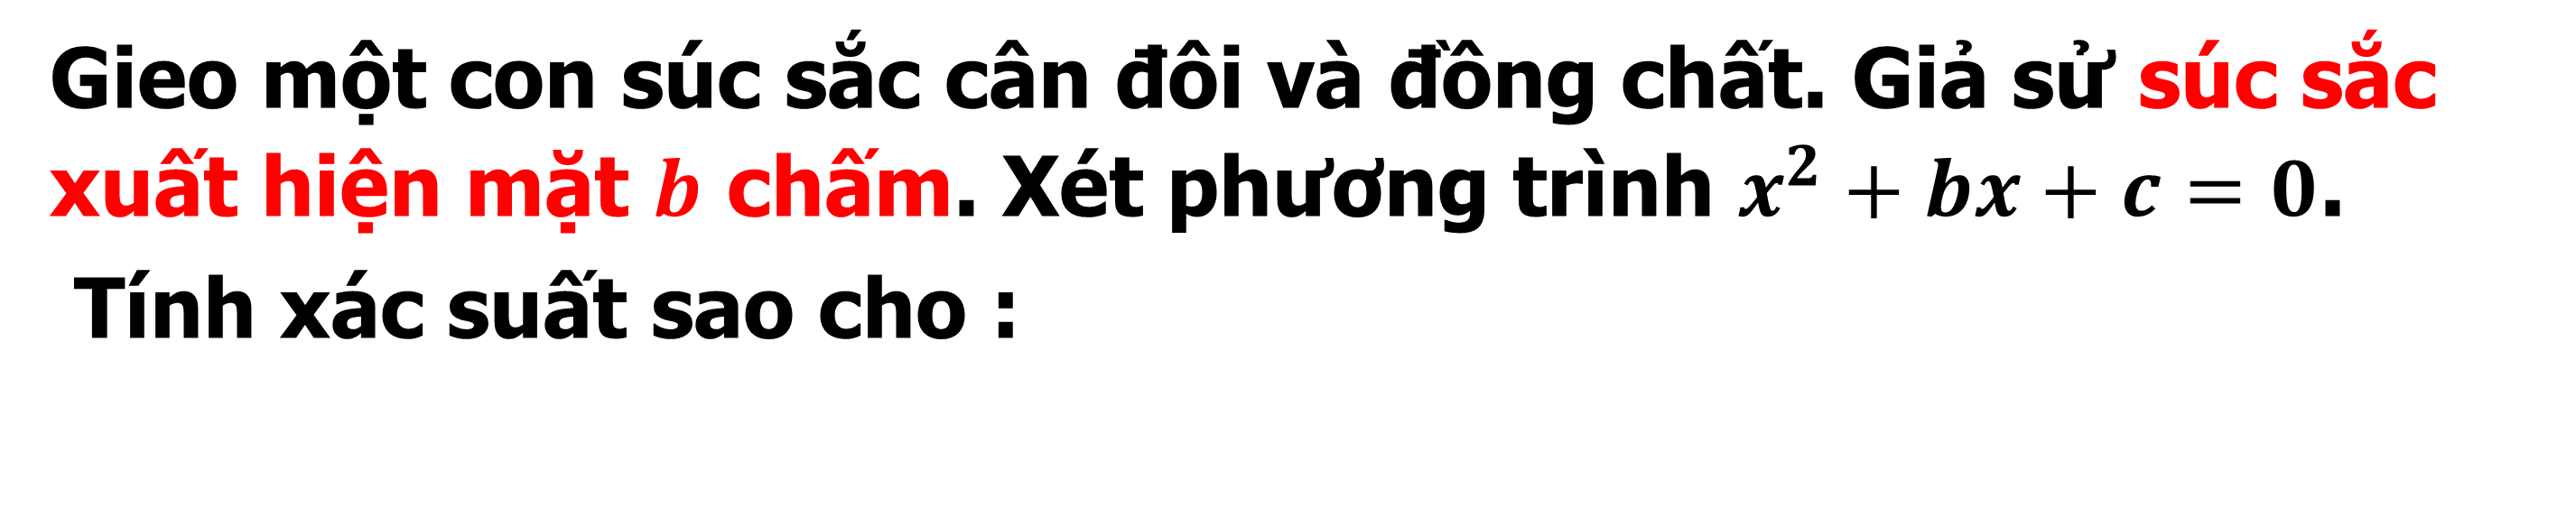 Gieo một con súc sắc cân đôi và đồng chất. Giả sử súc sắc
xuất hiện mặt b chấm. Xét phương trình x² + bx + c = 0.
Tính xác suất sao cho :